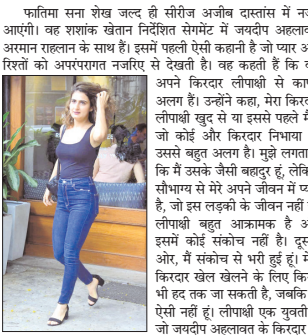 फातिमा सना शेख जल्द ही सीरीज अजीब दास्तांस में
आएंगी। वह शशांक खेतान निर्देशित सेगमेंट में जयदीप
अरमान राहलान के साथ हैं। इसमें पहली ऐसी कहानी है जो प्यार
रिश्तों को अपरंपरागत नजरिए से देखती है। वह कहती हैं कि
अपने किरदार लीपाक्षी से
अलग हैं। उन्होंने कहा, मेरा
लीपाक्षी खुद से या इससे पहले
जो कोई और किरदार निभाया
उससे बहुत अलग है। मुझे लगता
कि मैं उसके जैसी बहादुर हूं,
सौभाग्य से मेरे अपने जीवन में
है, जो इस लड़की के जीवन नहीं
लीपाक्षी बहुत आक्रामक है
इसमें कोई संकोच नहीं है।
ओर, मैं संकोच से भरी हुई हूं।
किरदार खेल खेलने के लिए
भी हद तक जा सकती है, जबकि
ऐसी नहीं हूं। लीपाक्षी एक युवती
जो जयदीप अहलावत के किरदार